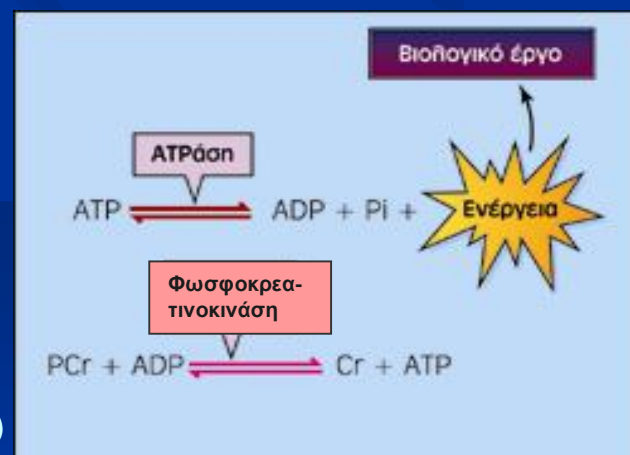 Βιολογικό έργο
ATPάση
ATP ADP + Pi + Ενέργεια
Φωσφοκρεα-
τινοκινάση
PCr + ADP Cr + ATP
)